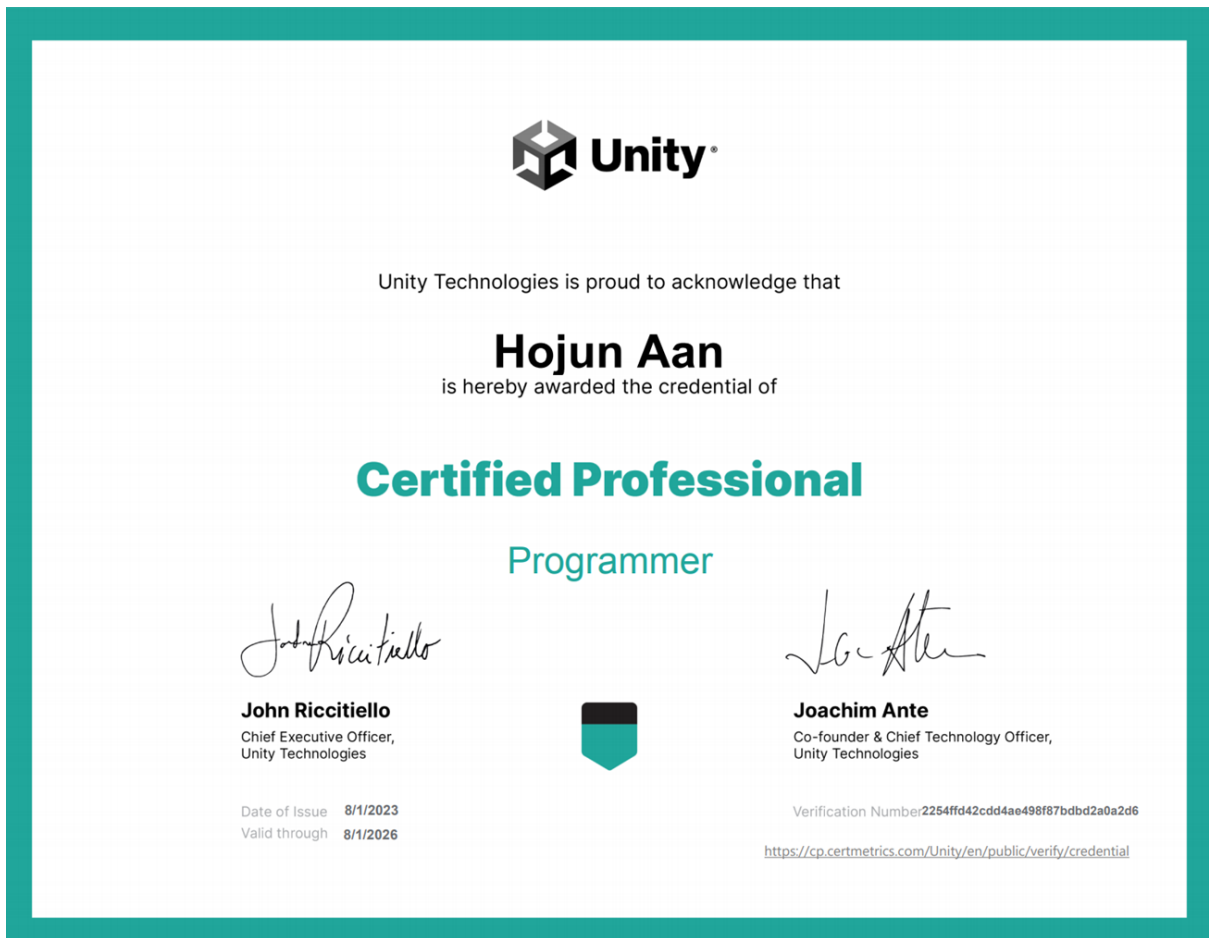 Unity
Unity Technologies is proud to acknowledge that
Hojun Aan
is hereby awarded the credential of
Certified Professional
Programmer
John Riccitiello
Chief Executive Officer,
Unity Technologies
Joachim Ante
Co-founder & Chief Technology Officer,
Unity Technologies
Date of Issue 8/1/2023
Valid through 8/1/2026
Verification Number2254ffd42cdd4ae498f87bdbd2a0a2d6
https://cp.certmetrics.com/Unity/en/public/verify/credential